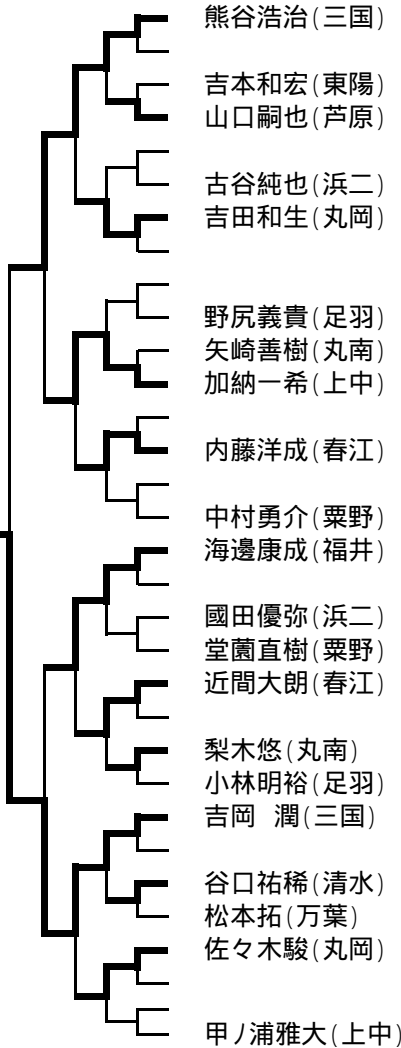 熊谷浩治(三国)
吉本和宏(東陽)
山口嗣也(芦原)
古谷純也(浜二)
吉田和生(丸岡)
野尻義貴(足羽)
矢崎善樹(丸南)
加納一希(上中)
内藤洋成(春江)
中村勇介(粟野)
海邊康成(福井)
國田優弥(浜二)
堂薗直樹(粟野)
近間大朗(春江)
梨木悠(丸南)
小林明裕(足羽)
吉岡 潤(三国)
谷口祐稀(清水)
松本拓(万葉)
佐々木駿(丸岡)
甲ノ浦雅大(上中)